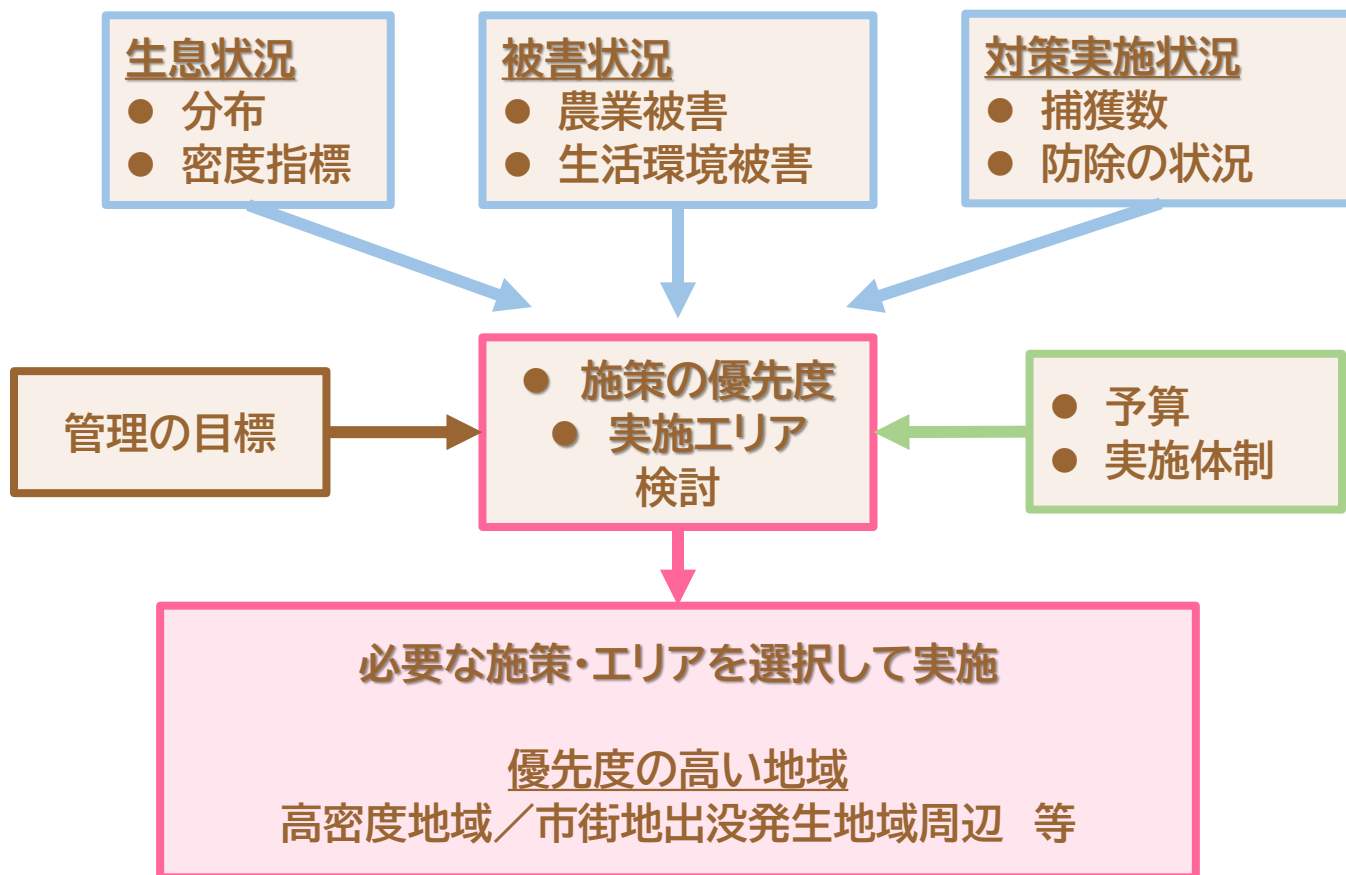 生息状況
● 分布
● 密度指標
被害状況
● 農業被害
● 生活環境被害
対策実施状況
● 捕獲数
● 防除の状況
管理の目標
● 施策の優先度
● 実施エリア
検討
● 予算
● 実施体制
必要な施策・エリアを選択して実施
優先度の高い地域
高密度地域／市街地出没発生地域周辺　等